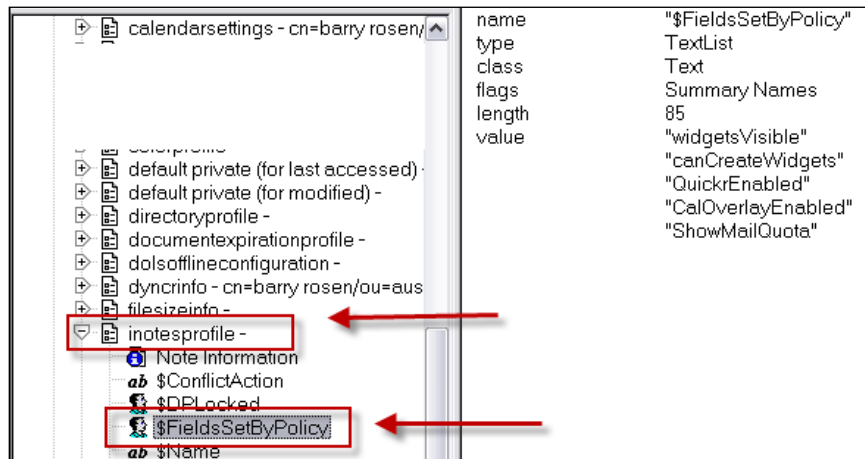 calendarsettings - cn=barry rosen/
default private (for last accessed)
default private (for modified) -
directoryprofile -
documentexpirationprofile -
dolsofflineconfiguration -
dyncrinfo - cn=barry rosen/ou=aus
filesizeinfo -
inotesprofile -
Note Information
ab $ConflictAction
$DPLocked
$FieldsSetByPolicy
ab $Name
name "$FieldsSetByPolicy"
type TextList
class Text
flags Summary Names
length 85
value "widgetsVisible"
"canCreateWidgets"
"QuickrEnabled"
"CalOverlayEnabled"
"ShowMailQuota"